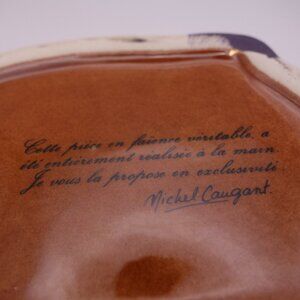 Cette pièce en faïence véritable, a
été entièrement réalisée à la main.
Je vous la propose en exclusivité
Michel Caugant.